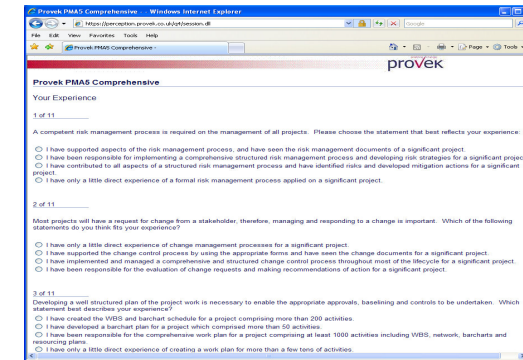 Provek PMA5 Comprehensive - - Windows Internet Explorer
https://perception.provek.co.uk/q4/session.dll
Google
File Edit View Favorites Tools Help
Provek PMA5 Comprehensive -
Page Tools
provek
Provek PMA5 Comprehensive
Your Experience
1 of 11
A competent risk management process is required on the management of all projects. Please choose the statement that best reflects your experience:
I have supported aspects of the risk management process, and have seen the risk management documents of a significant project.
I have been responsible for implementing a comprehensive structured risk management process and developing risk strategies for a significant projec
I have contributed to all aspects of a structured risk management process and have identified risks and developed mitigation actions for a significant
project.
I have only a little direct experience of a formal risk management process applied on a significant project.
2 of 11
Most projects will have a request for change from a stakeholder, therefore, managing and responding to a change is important. Which of the following
statements do you think fits your experience?
I have only a little direct experience of change management processes for a significant project.
I have supported the change control process by using the appropriate forms and have seen the change documents for a significant project.
I have implemented and managed a comprehensive and structured change control process throughout most of the lifecycle for a significant project.
I have been responsible for the evaluation of change requests and making recommendations of action for a significant project.
3 of 11
Developing a well structured plan of the project work is necessary to enable the appropriate approvals, baselining and controls to be undertaken. Which
statement best describes your experience?
I have created the WBS and barchart schedule for a project comprising more than 200 activities.
I have developed a barchart plan for a project which comprised more than 50 activities.
I have been responsible for the comprehensive work plan for a project comprising at least 1000 activities including WBS, network, barcharts and
resourcing plans.
I have only a little direct experience of creating a work plan for more than a few tens of activities.